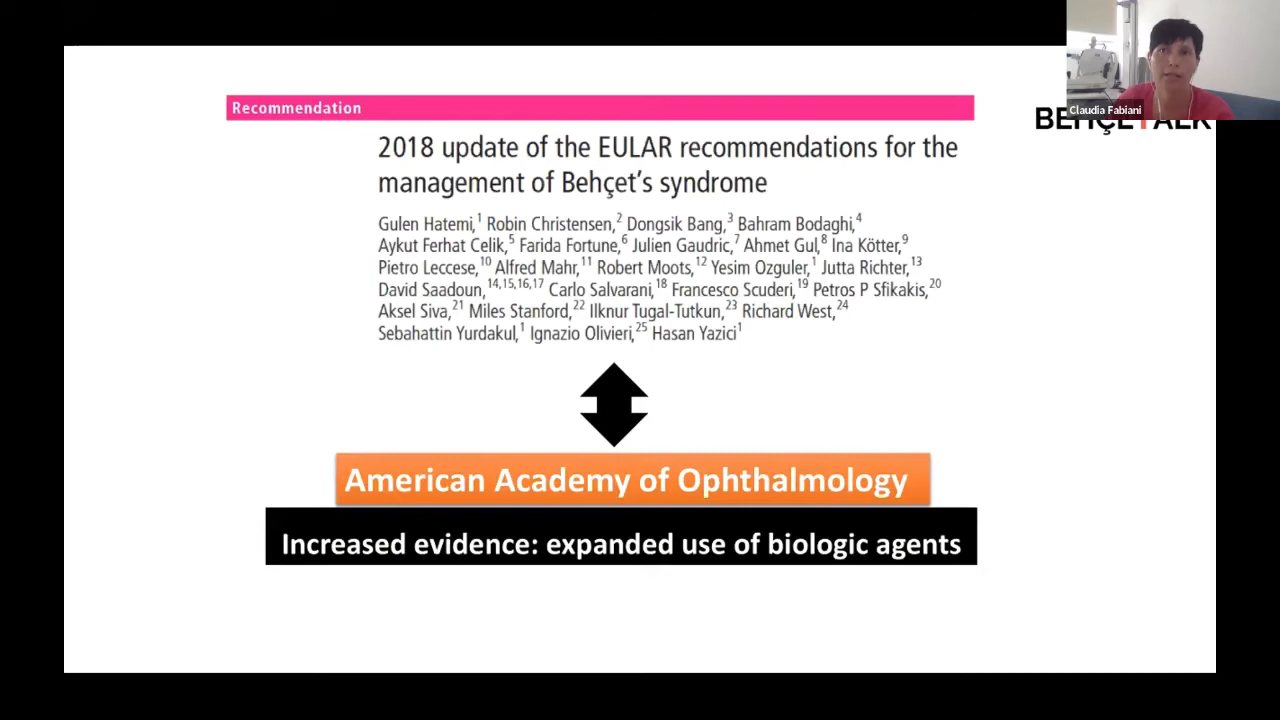 Recommendation
2018 update of the EULAR recommendations for the
management of Behçet's syndrome
Gulen Hatemi,1 Robin Christensen,2 Dongsik Bang,3 Bahram Bodaghi,4
Aykut Ferhat Celik,5 Farida Fortune,6 Julien Gaudric,7 Ahmet Gul,8 Ina Kötter,9
Pietro Leccese,10 Alfred Mahr,11 Robert Moots,12 Yesim Ozguler,1 Jutta Richter,13
David Saadoun,14,15,16,17 Carlo Salvarani,18 Francesco Scuderi,19 Petros P Sfikakis,20
Aksel Siva,21 Miles Stanford,22 Ilknur Tugal-Tutkun,23 Richard West,24
Sebahattin Yurdakul,1 Ignazio Olivieri,25 Hasan Yazici1
American Academy of Ophthalmology
Increased evidence: expanded use of biologic agents
Claudia Fabiani
BEHÇETALK